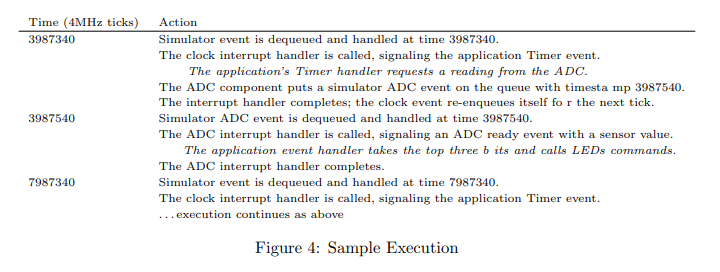 Time (4MHz ticks) Action
3987340 Simulator event is dequeued and handled at time 3987340.
The clock interrupt handler is called, signaling the application Timer event.
The application's Timer handler requests a reading from the ADC.
The ADC component puts a simulator ADC event on the queue with timesta mp 3987540.
The interrupt handler completes; the clock event re-enqueues itself fo r the next tick.
3987540 Simulator ADC event is dequeued and handled at time 3987540.
The ADC interrupt handler is called, signaling an ADC ready event with a sensor value.
The application event handler takes the top three b its and calls LEDs commands.
The ADC interrupt handler completes.
7987340 Simulator event is dequeued and handled at time 7987340.
The clock interrupt handler is called, signaling the application Timer event.
...execution continues as above
Figure 4: Sample Execution